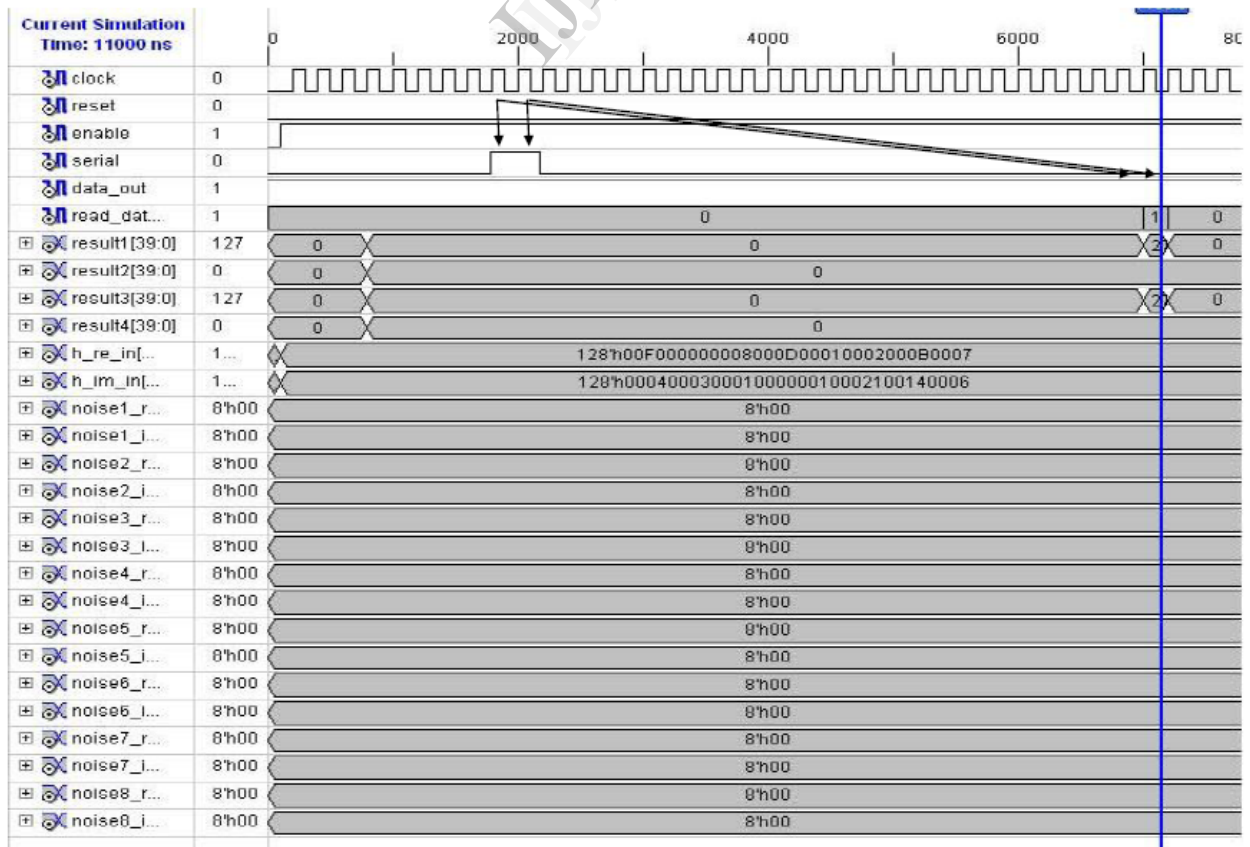 Current Simulation
Time: 11000 ns
0 2000 4000 6000 80
clock 0
reset 0
enable 1
serial 0
data_out 1
read_dat... 1 0 1 0
result1[39:0] 127 0 0 2 0
result2[39:0] 0 0 0
result3[39:0] 127 0 0 2 0
result4[39:0] 0 0 0
h_re_in[... 1... 128'h00F000000008000D00010002000B0007
h_im_in[... 1... 128'h000400030001000000010002100140006
noise1_r... 8'h00 8'h00
noise1_i... 8'h00 8'h00
noise2_r... 8'h00 8'h00
noise2_i... 8'h00 8'h00
noise3_r... 8'h00 8'h00
noise3_i... 8'h00 8'h00
noise4_r... 8'h00 8'h00
noise4_i... 8'h00 8'h00
noise5_r... 8'h00 8'h00
noise5_i... 8'h00 8'h00
noise6_r... 8'h00 8'h00
noise6_i... 8'h00 8'h00
noise7_r... 8'h00 8'h00
noise7_i... 8'h00 8'h00
noise8_r... 8'h00 8'h00
noise8_i... 8'h00 8'h00